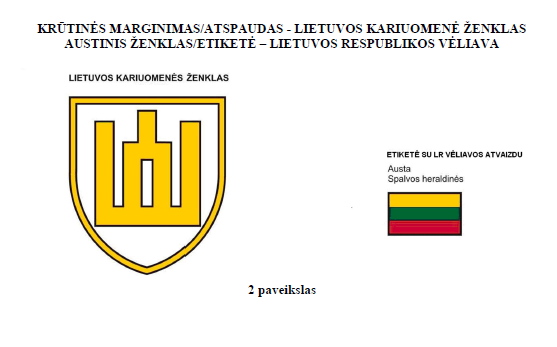 KRŪTINĖS MARGINIMAS/ATSPAUDAS - LIETUVOS KARIUOMENĖ ŽENKLAS
AUSTINIS ŽENKLAS/ETIKETĖ – LIETUVOS RESPUBLIKOS VĖLIAVA
LIETUVOS KARIUOMENĖS ŽENKLAS
ETIKETĖ SU LR VĖLIAVOS ATVAIZDU
Austa
Spalvos heraldinės
2 paveikslas